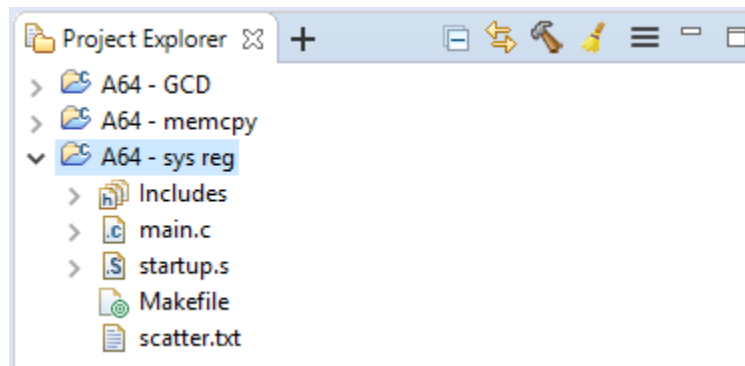 Project Explorer
A64 - GCD
A64 - memcpy
A64 - sys reg
Includes
.c main.c
.S startup.s
Makefile
scatter.txt